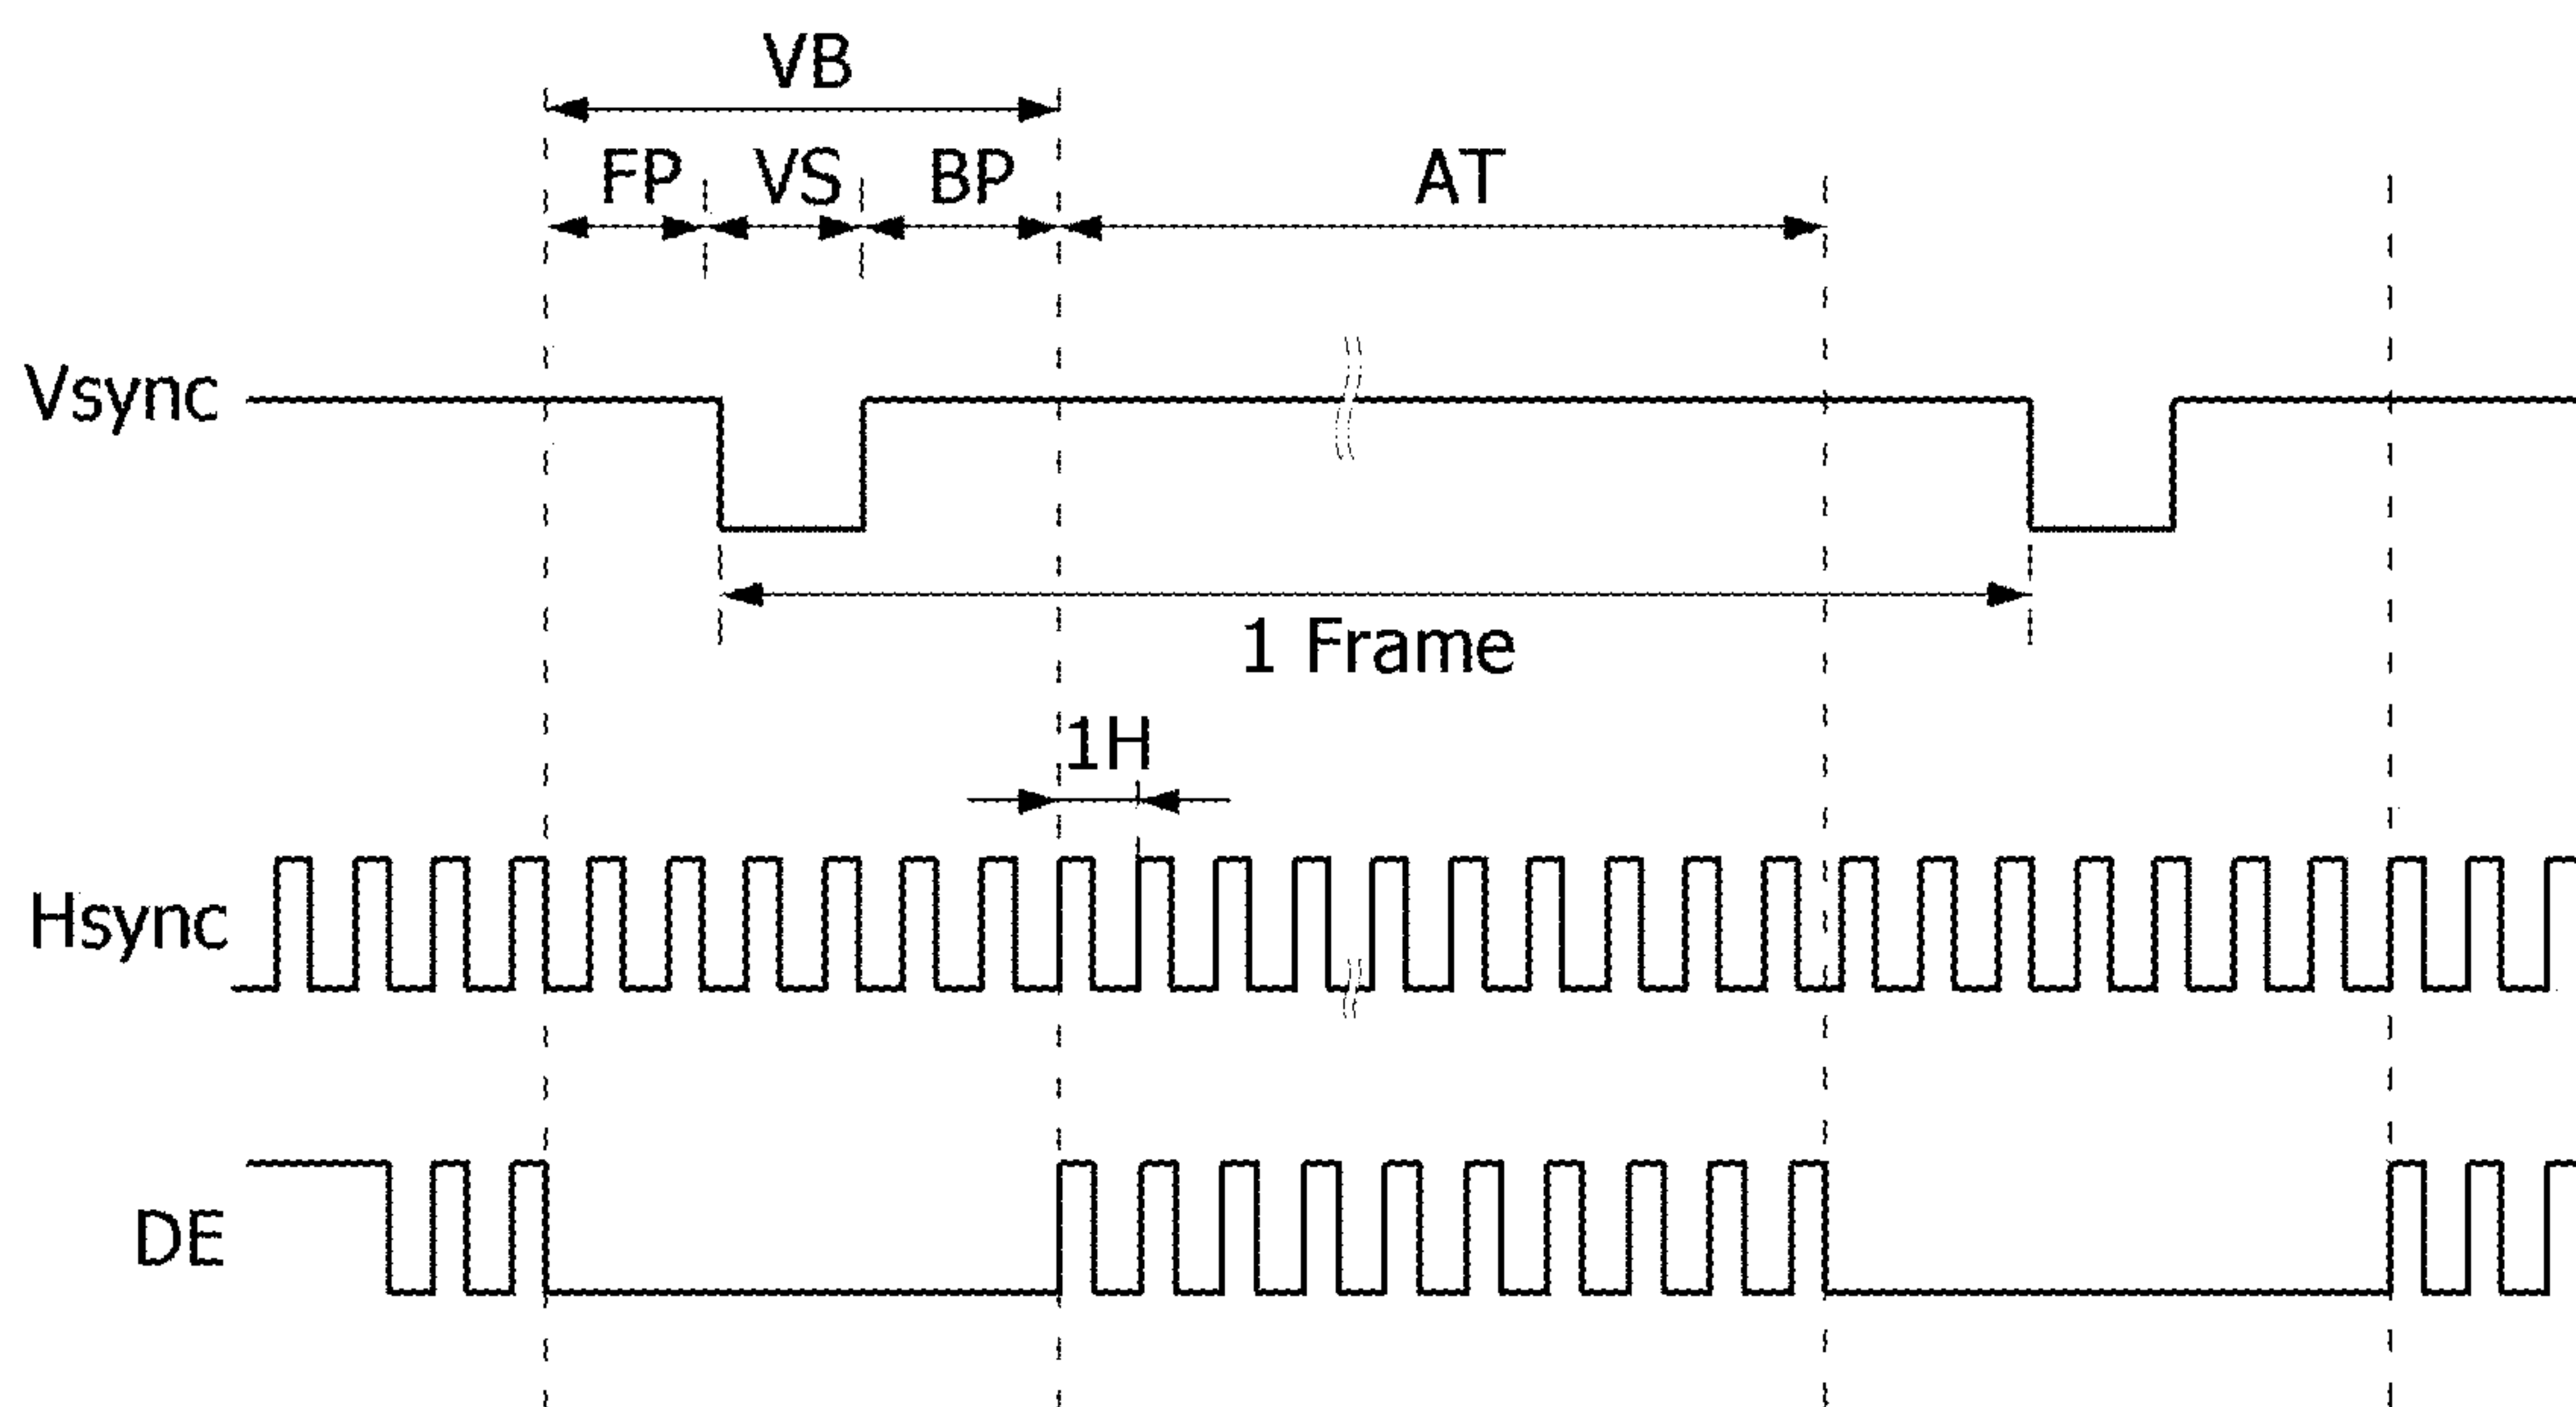 VB
FP VS BP AT
Vsync
1 Frame
1H
Hsync
DE